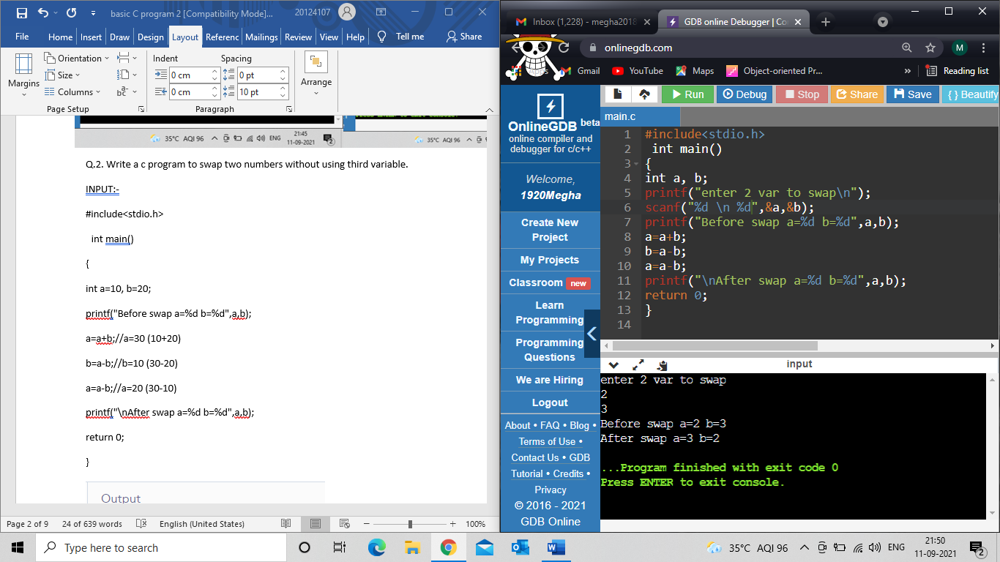 basic C program 2 [Compatibility Mode]...
20124107
File Home Insert Draw Design Layout Referenc Mailings Review View Help Tell me Share
Margins
Orientation
Size
Columns
Indent
Spacing
0 cm
0 pt
0 cm
10 pt
Arrange
Page Setup
Paragraph
35°C AQI 96 ENG
21:45
11-09-2021
2
35°C AQI 96
Q.2. Write a c program to swap two numbers without using third variable.
INPUT:-
#include<stdio.h>
int main()
{
int a=10, b=20;
printf("Before swap a=%d b=%d",a,b);
a=a+b;//a=30 (10+20)
b=a-b;//b=10 (30-20)
a=a-b;//a=20 (30-10)
printf("\nAfter swap a=%d b=%d",a,b);
return 0;
}
Output
Page 2 of 9 24 of 639 words English (United States) 100%
Inbox (1,228) - megha2018
GDB online Debugger | Co
onlinegdb.com
M
Apps Gmail YouTube Maps Object-oriented Pr... » Reading list
OnlineGDB beta
online compiler and
debugger for c/c++
Welcome,
1920Megha
Create New
Project
My Projects
Classroom new
Learn
Programming
Programming
Questions
We are Hiring
Logout
About • FAQ • Blog •
Terms of Use •
Contact Us • GDB
Tutorial • Credits •
Privacy
© 2016 - 2021
GDB Online
Run Debug Stop Share Save { } Beautify
main.c
1 #include<stdio.h>
2 int main()
3 {
4 int a, b;
5 printf("enter 2 var to swap\n");
6 scanf("%d \n %d",&a,&b);
7 printf("Before swap a=%d b=%d",a,b);
8 a=a+b;
9 b=a-b;
10 a=a-b;
11 printf("\nAfter swap a=%d b=%d",a,b);
12 return 0;
13 }
14
input
enter 2 var to swap
2
3
Before swap a=2 b=3
After swap a=3 b=2
...Program finished with exit code 0
Press ENTER to exit console.
Type here to search
35°C AQI 96 ENG
21:50
11-09-2021
2